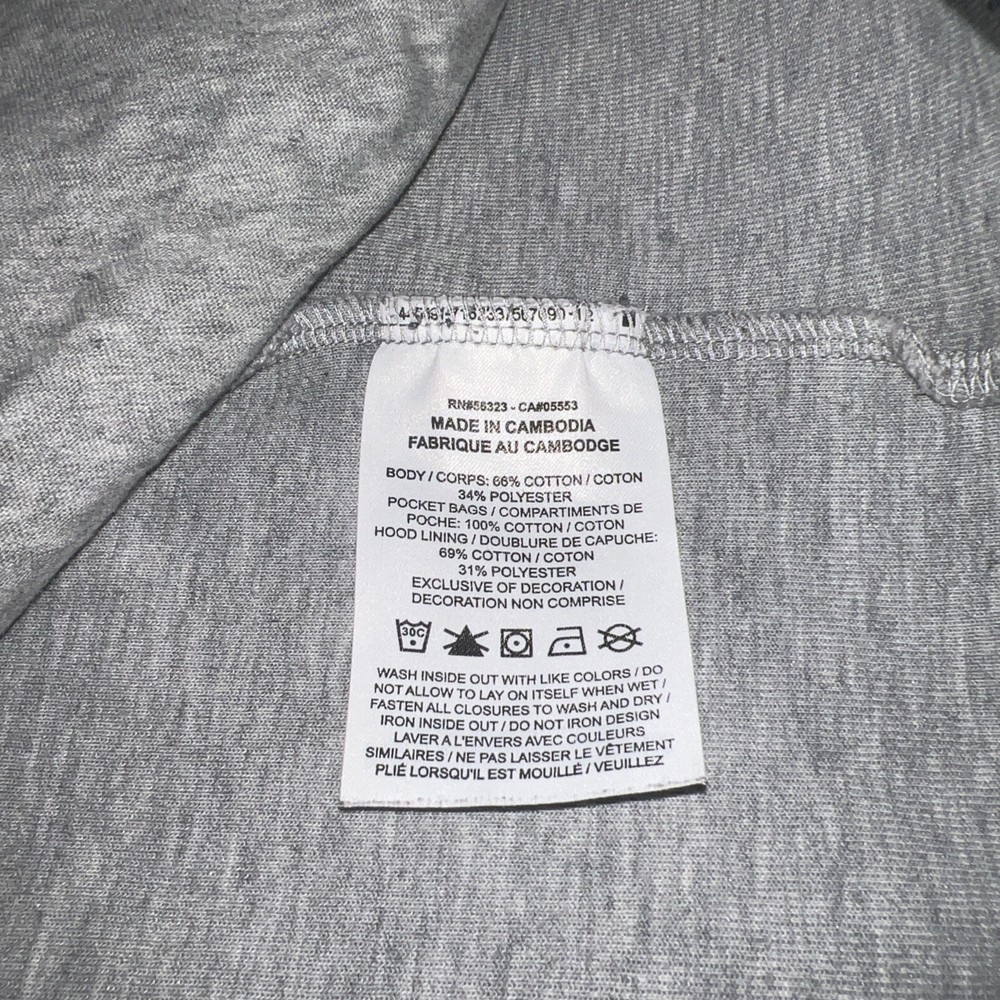 RN#56323 - CA#05553
MADE IN CAMBODIA
FABRIQUE AU CAMBODGE
BODY / CORPS: 66% COTTON / COTON
34% POLYESTER
POCKET BAGS / COMPARTIMENTS DE
POCHE: 100% COTTON / COTON
HOOD LINING / DOUBLURE DE CAPUCHE:
69% COTTON / COTON
31% POLYESTER
EXCLUSIVE OF DECORATION /
DECORATION NON COMPRISE
30C
WASH INSIDE OUT WITH LIKE COLORS / DO
NOT ALLOW TO LAY ON ITSELF WHEN WET /
FASTEN ALL CLOSURES TO WASH AND DRY /
IRON INSIDE OUT / DO NOT IRON DESIGN
LAVER A L'ENVERS AVEC COULEURS
SIMILAIRES / NE PAS LAISSER LE VÊTEMENT
PLIÉ LORSQU'IL EST MOUILLÉ / VEUILLEZ